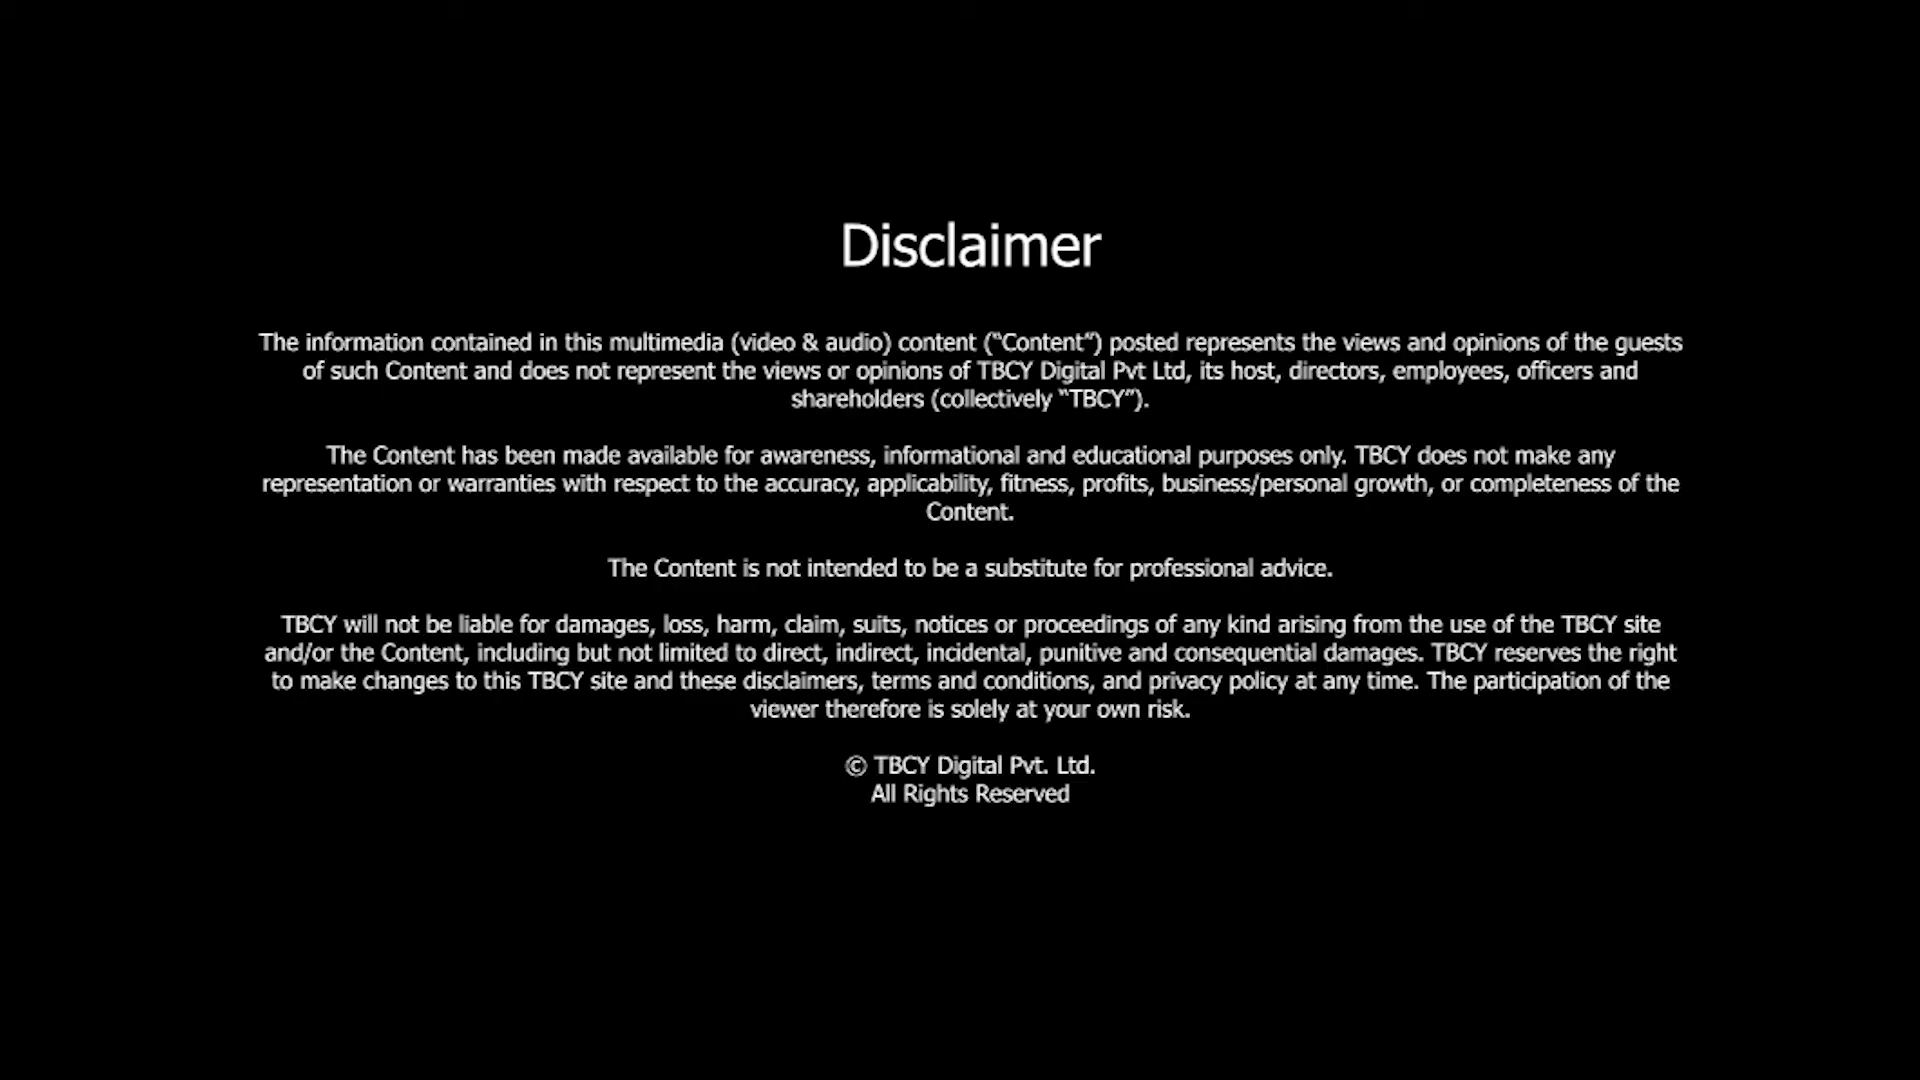 Disclaimer
The information contained in this multimedia (video & audio) content (“Content”) posted represents the views and opinions of the guests
of such Content and does not represent the views or opinions of TBCY Digital Pvt Ltd, its host, directors, employees, officers and
shareholders (collectively “TBCY”).
The Content has been made available for awareness, informational and educational purposes only. TBCY does not make any
representation or warranties with respect to the accuracy, applicability, fitness, profits, business/personal growth, or completeness of the
Content.
The Content is not intended to be a substitute for professional advice.
TBCY will not be liable for damages, loss, harm, claim, suits, notices or proceedings of any kind arising from the use of the TBCY site
and/or the Content, including but not limited to direct, indirect, incidental, punitive and consequential damages. TBCY reserves the right
to make changes to this TBCY site and these disclaimers, terms and conditions, and privacy policy at any time. The participation of the
viewer therefore is solely at your own risk.
© TBCY Digital Pvt. Ltd.
All Rights Reserved